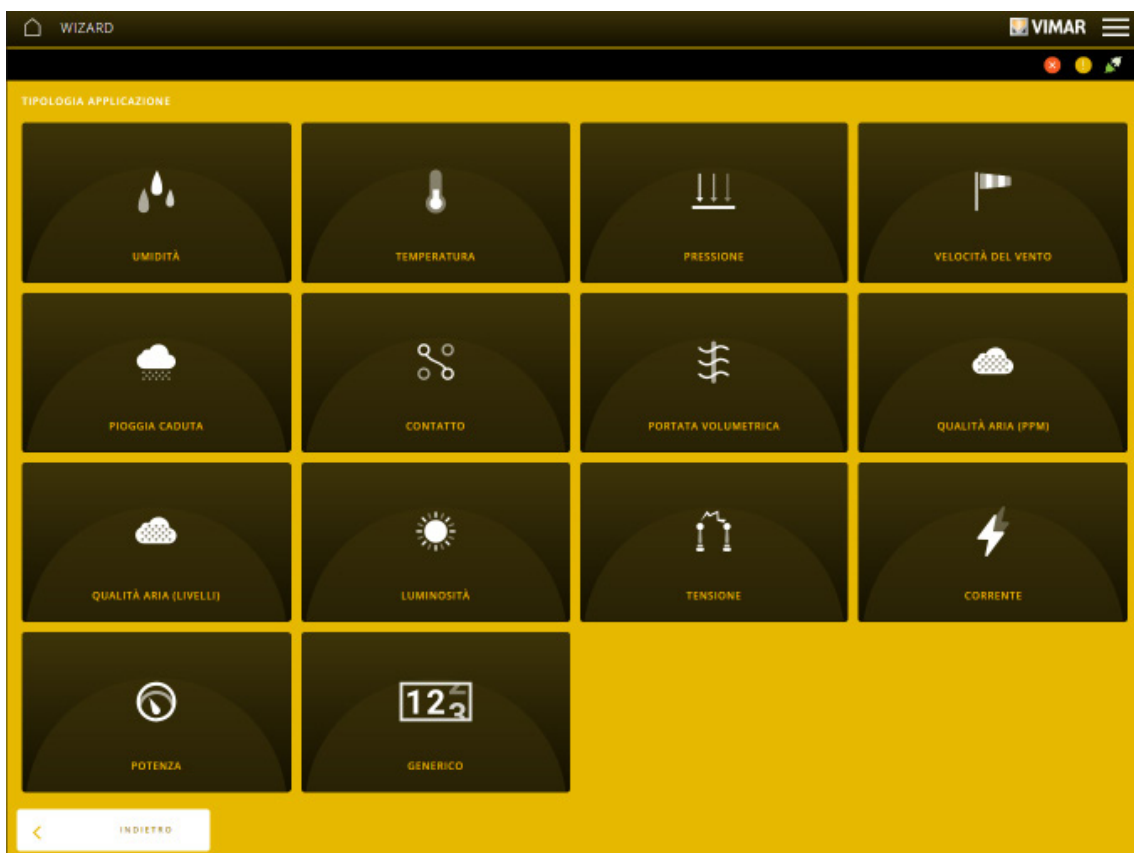 WIZARD
VIMAR
TIPOLOGIA APPLICAZIONE
UMIDITÀ
TEMPERATURA
PRESSIONE
VELOCITÀ DEL VENTO
PIOGGIA CADUTA
CONTATTO
PORTATA VOLUMETRICA
QUALITÀ ARIA (PPM)
QUALITÀ ARIA (LIVELLI)
LUMINOSITÀ
TENSIONE
CORRENTE
123
POTENZA
GENERICO
INDIETRO